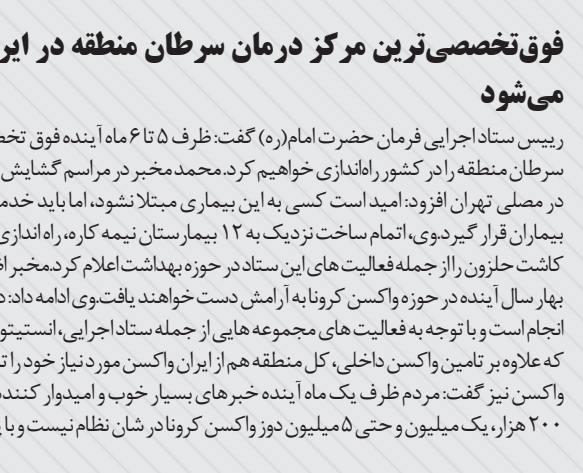 فوق‌تخصصی‌ترین مرکز درمان سرطان منطقه در
می‌شود
رییس ستاد اجرایی فرمان حضرت امام(ره) گفت: ظرف ۵ تا ۶ ماه آینده فوق
سرطان منطقه را در کشور راه‌اندازی خواهیم کرد. محمد مخبر در مراسم گشایش
در مصلی تهران افزود: امید است کسی به این بیماری مبتلا نشود، اما باید
بیماران قرار گیرد. وی، اتمام ساخت نزدیک به ۱۲ بیمارستان نیمه کاره، راه اندازی
کاشت حلزون را از جمله فعالیت های این ستاد در حوزه بهداشت اعلام کرد. مخبر
بهار سال آینده در حوزه واکسن کرونا به آرامش دست خواهند یافت. وی ادامه داد:
انجام است و با توجه به فعالیت های مجموعه هایی از جمله ستاد اجرایی،
که علاوه بر تامین واکسن داخلی، کل منطقه هم از ایران واکسن مورد نیاز خود را
واکسن نیز گفت: مردم ظرف یک ماه آینده خبرهای بسیار خوب و امیدوار کننده
۲۰۰ هزار، یک میلیون و حتی ۵ میلیون دوز واکسن کرونا در شان نظام نیست و با